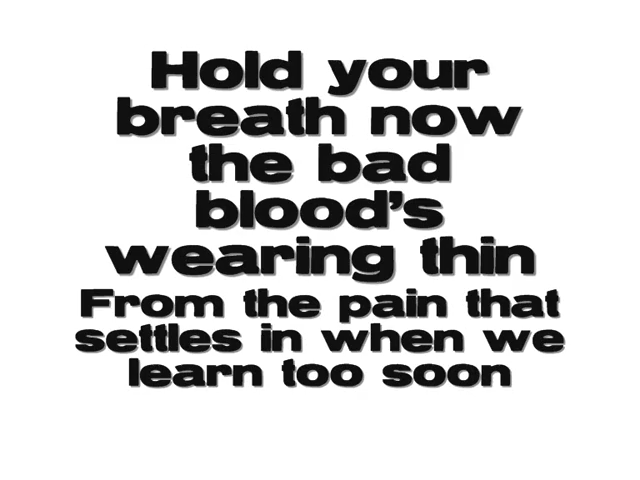 Hold your
breath now
the bad
blood's
wearing thin
From the pain that
settles in when we
learn too soon